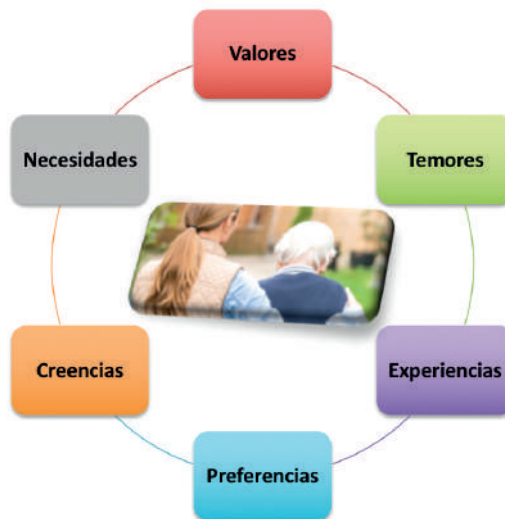 Valores
Temores
Experiencias
Preferencias
Creencias
Necesidades